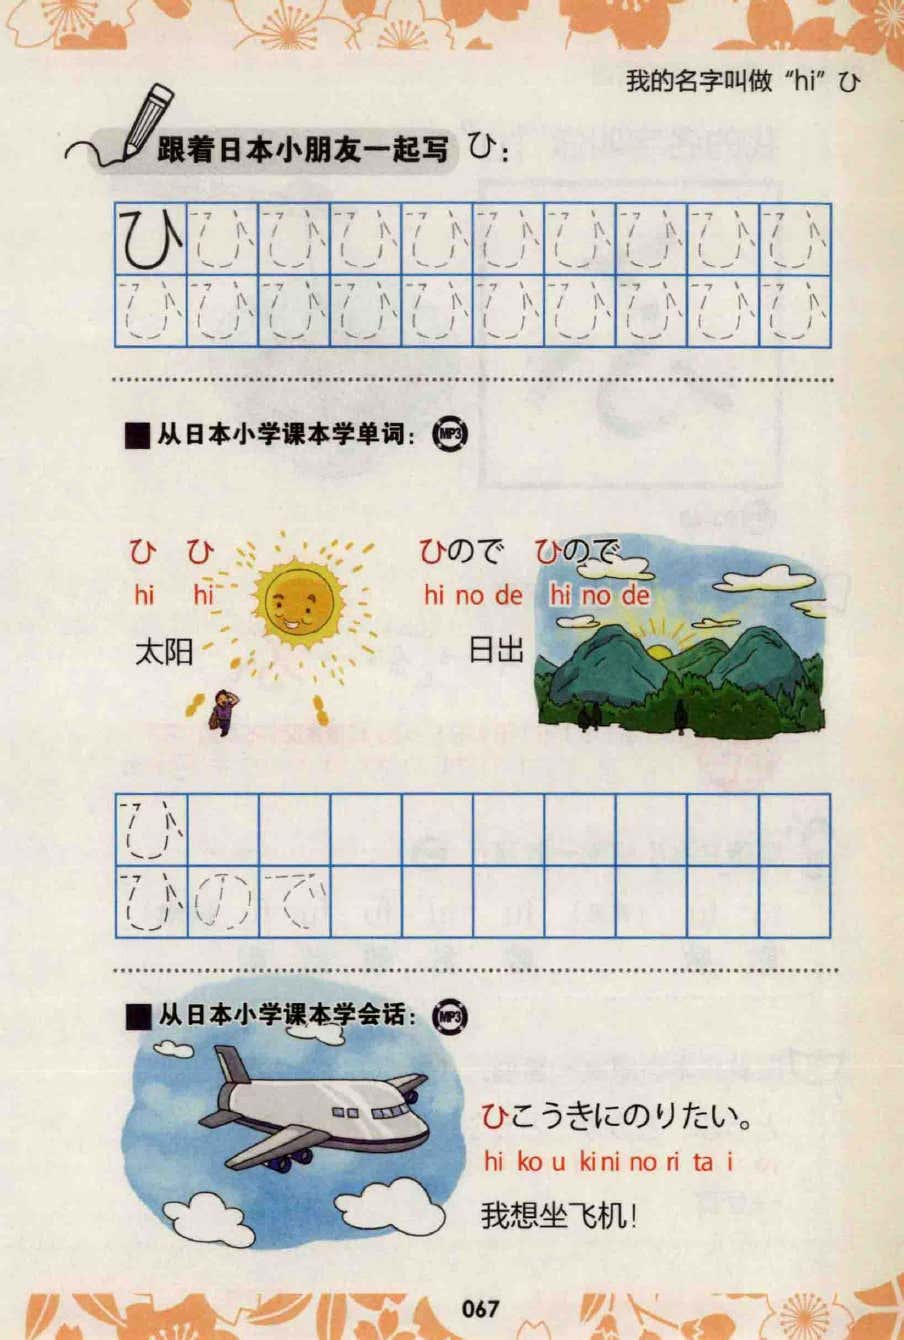 我的名字叫做“hi”ひ
跟着日本小朋友一起写 ひ：
ひ ひ ひ ひ ひ ひ ひ ひ ひ ひ
ひ ひ ひ ひ ひ ひ ひ ひ ひ ひ
■从日本小学课本学单词： MP3
ひ ひ
hi hi
太阳
ひので ひので
hi no de hi no de
日出
ひ
ひ の で
■从日本小学课本学会话： MP3
ひこうきにのりたい。
hi ko u ki ni no ri ta i
我想坐飞机！
067